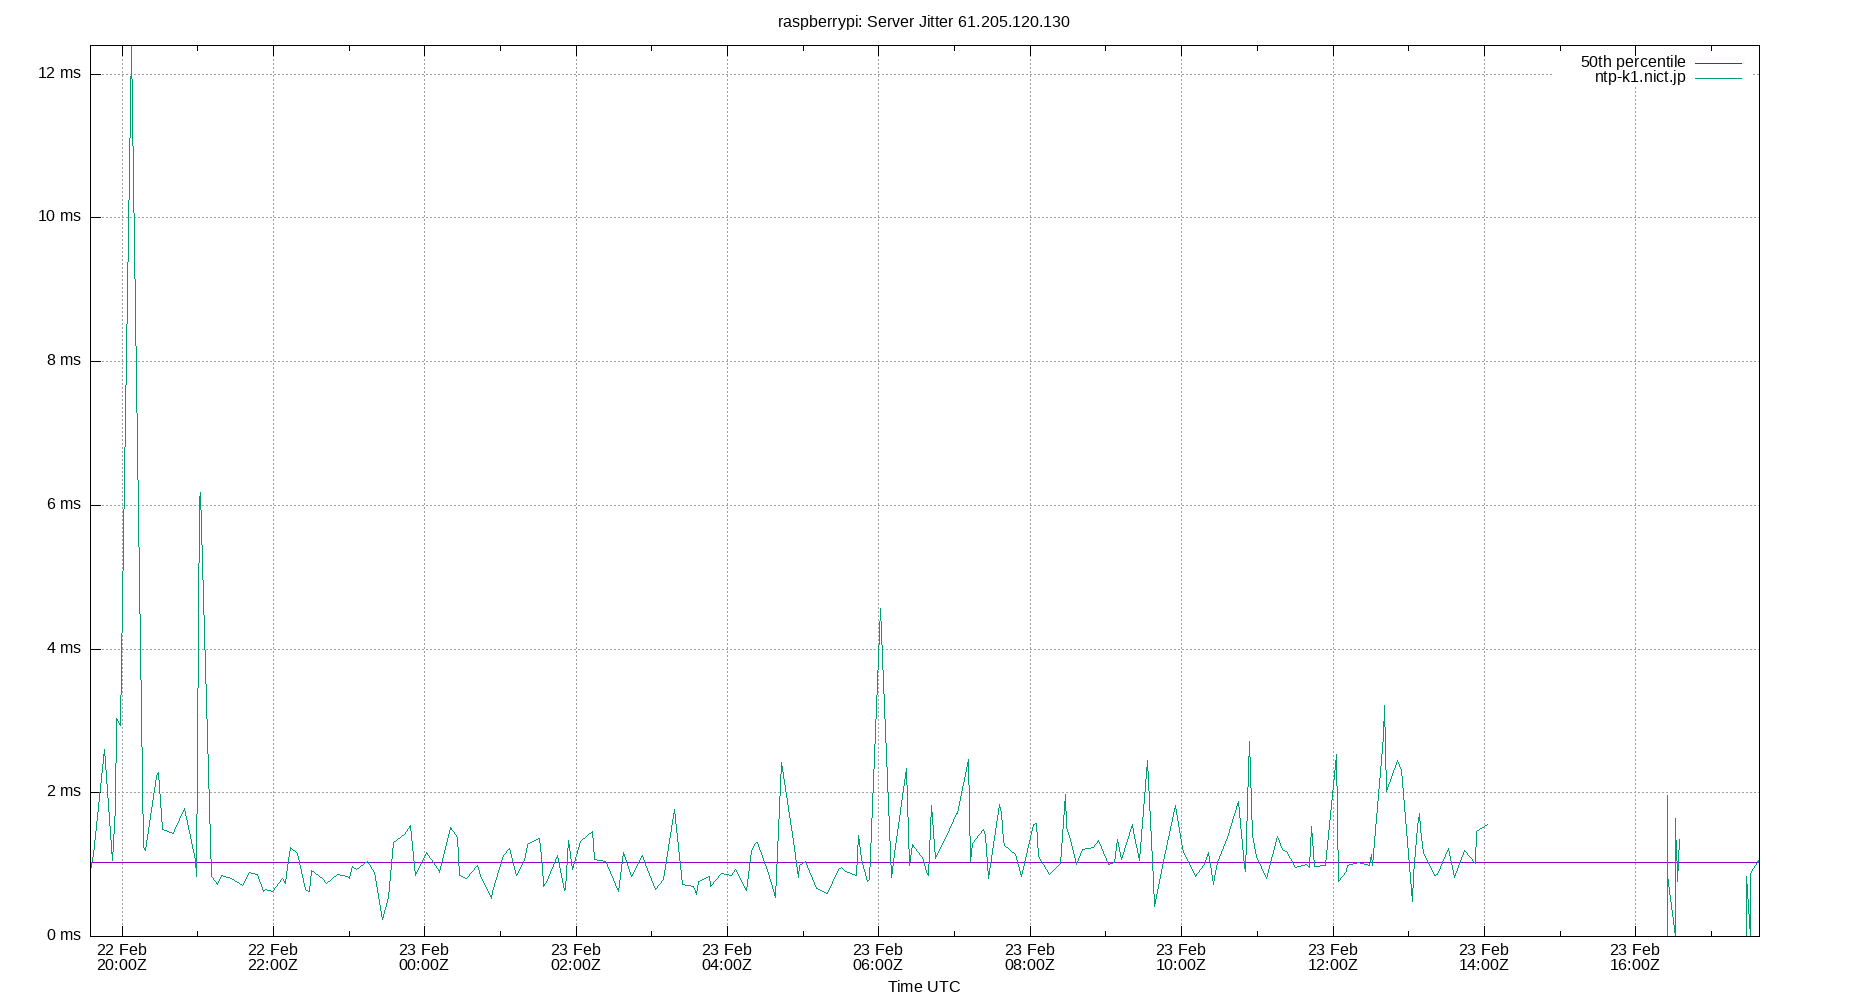 raspberrypi: Server Jitter 61.205.120.130
50th percentile
ntp-k1.nict.jp
12 ms
10 ms
8 ms
6 ms
4 ms
2 ms
0 ms
22 Feb
20:00Z
22 Feb
22:00Z
23 Feb
00:00Z
23 Feb
02:00Z
23 Feb
04:00Z
23 Feb
06:00Z
23 Feb
08:00Z
23 Feb
10:00Z
23 Feb
12:00Z
23 Feb
14:00Z
23 Feb
16:00Z
Time UTC